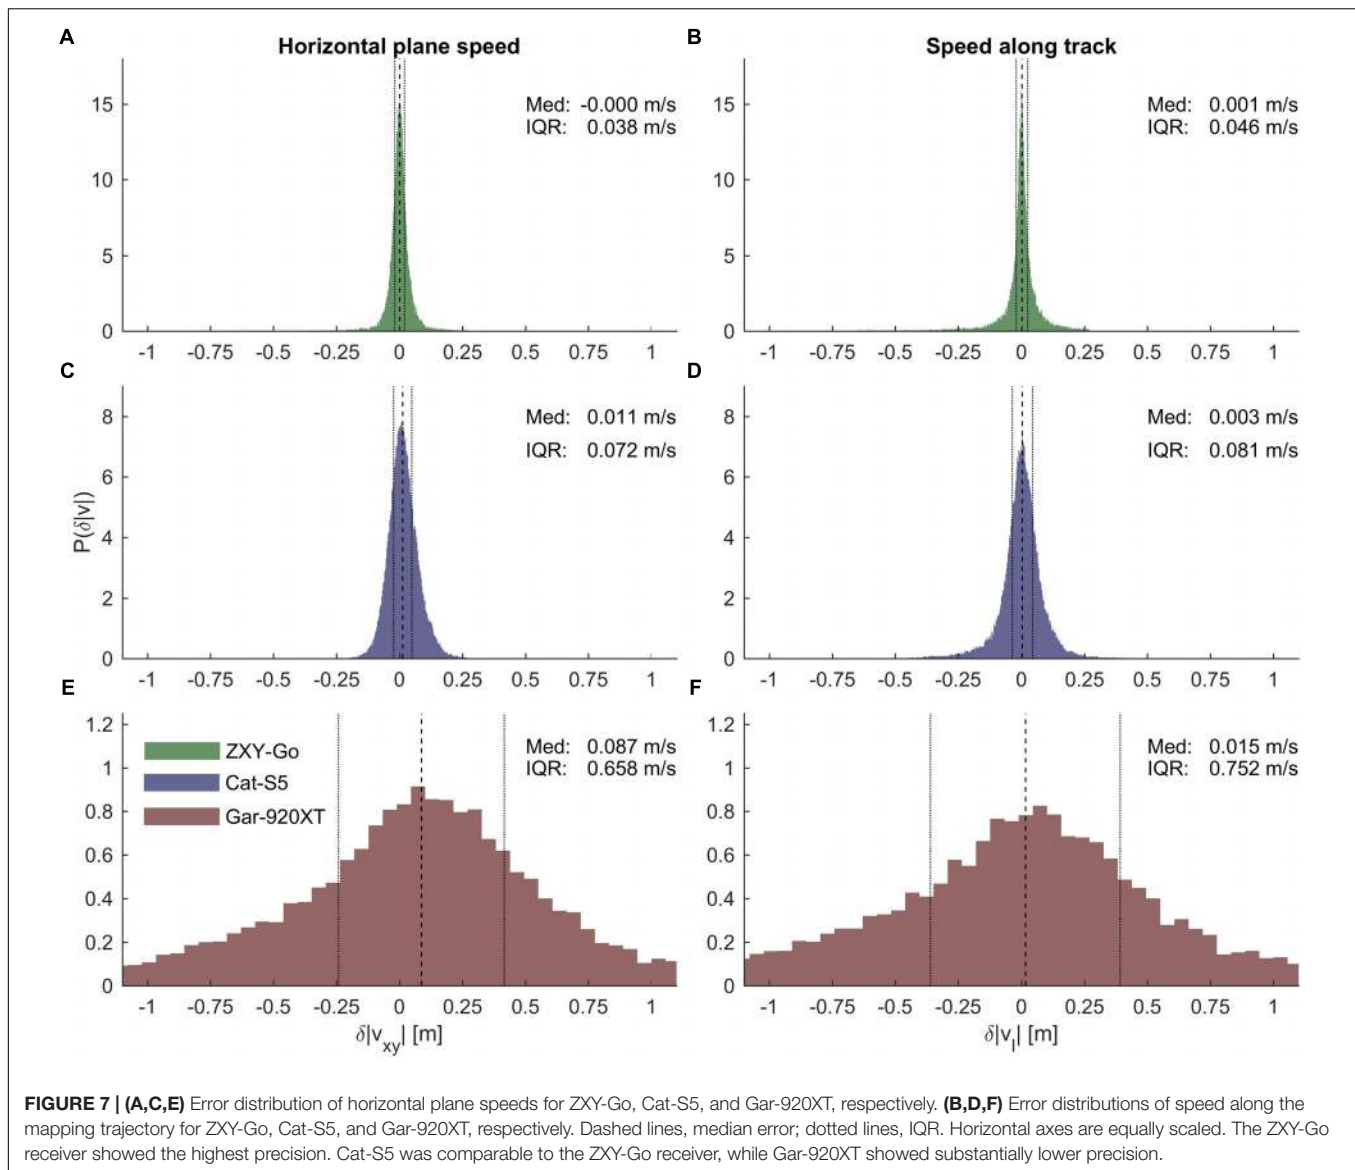 A
Horizontal plane speed
15
10
5
0
-1 -0.75 -0.5 -0.25 0 0.25 0.5 0.75 1
Med: -0.000 m/s
IQR: 0.038 m/s
B
Speed along track
15
10
5
0
-1 -0.75 -0.5 -0.25 0 0.25 0.5 0.75 1
Med: 0.001 m/s
IQR: 0.046 m/s
C
P(δ|v|)
8
6
4
2
0
-1 -0.75 -0.5 -0.25 0 0.25 0.5 0.75 1
Med: 0.011 m/s
IQR: 0.072 m/s
D
8
6
4
2
0
-1 -0.75 -0.5 -0.25 0 0.25 0.5 0.75 1
Med: 0.003 m/s
IQR: 0.081 m/s
E
1.2
1
0.8
0.6
0.4
0.2
0
ZXY-Go
Cat-S5
Gar-920XT
Med: 0.087 m/s
IQR: 0.658 m/s
-1 -0.75 -0.5 -0.25 0 0.25 0.5 0.75 1
δ|v_xy| [m]
F
1.2
1
0.8
0.6
0.4
0.2
0
Med: 0.015 m/s
IQR: 0.752 m/s
-1 -0.75 -0.5 -0.25 0 0.25 0.5 0.75 1
δ|v_l| [m]
FIGURE 7 | (A,C,E) Error distribution of horizontal plane speeds for ZXY-Go, Cat-S5, and Gar-920XT, respectively. (B,D,F) Error distributions of speed along the
mapping trajectory for ZXY-Go, Cat-S5, and Gar-920XT, respectively. Dashed lines, median error; dotted lines, IQR. Horizontal axes are equally scaled. The ZXY-Go
receiver showed the highest precision. Cat-S5 was comparable to the ZXY-Go receiver, while Gar-920XT showed substantially lower precision.